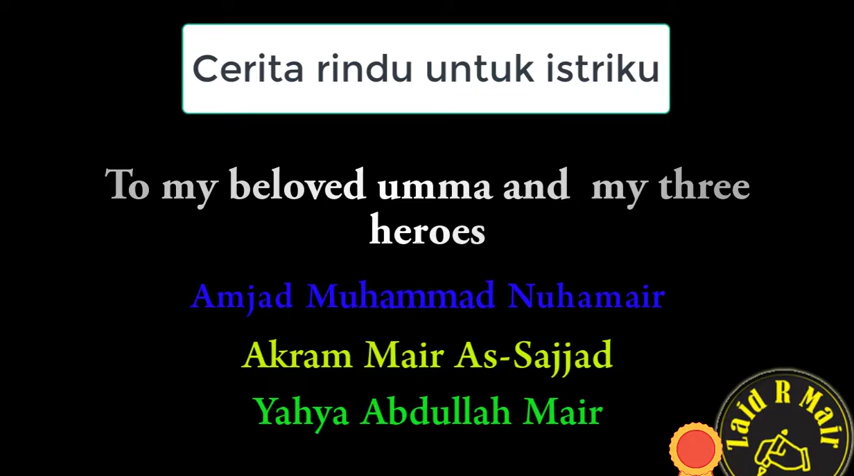 Cerita rindu untuk istriku
To my beloved umma and my three
heroes
Amjad Muhammad Nuhamair
Akram Mair As-Sajjad
Yahya Abdullah Mair
Zaid R Mair